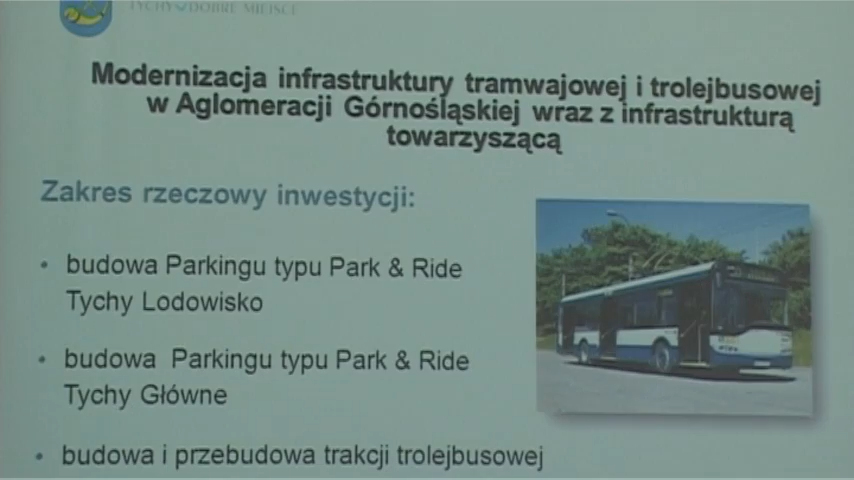 TYCHY DOBRE MIEJSCE
Modernizacja infrastruktury tramwajowej i trolejbusowej
w Aglomeracji Górnośląskiej wraz z infrastrukturą
towarzyszącą
Zakres rzeczowy inwestycji:
• budowa Parkingu typu Park & Ride
Tychy Lodowisko
• budowa Parkingu typu Park & Ride
Tychy Główne
• budowa i przebudowa trakcji trolejbusowej